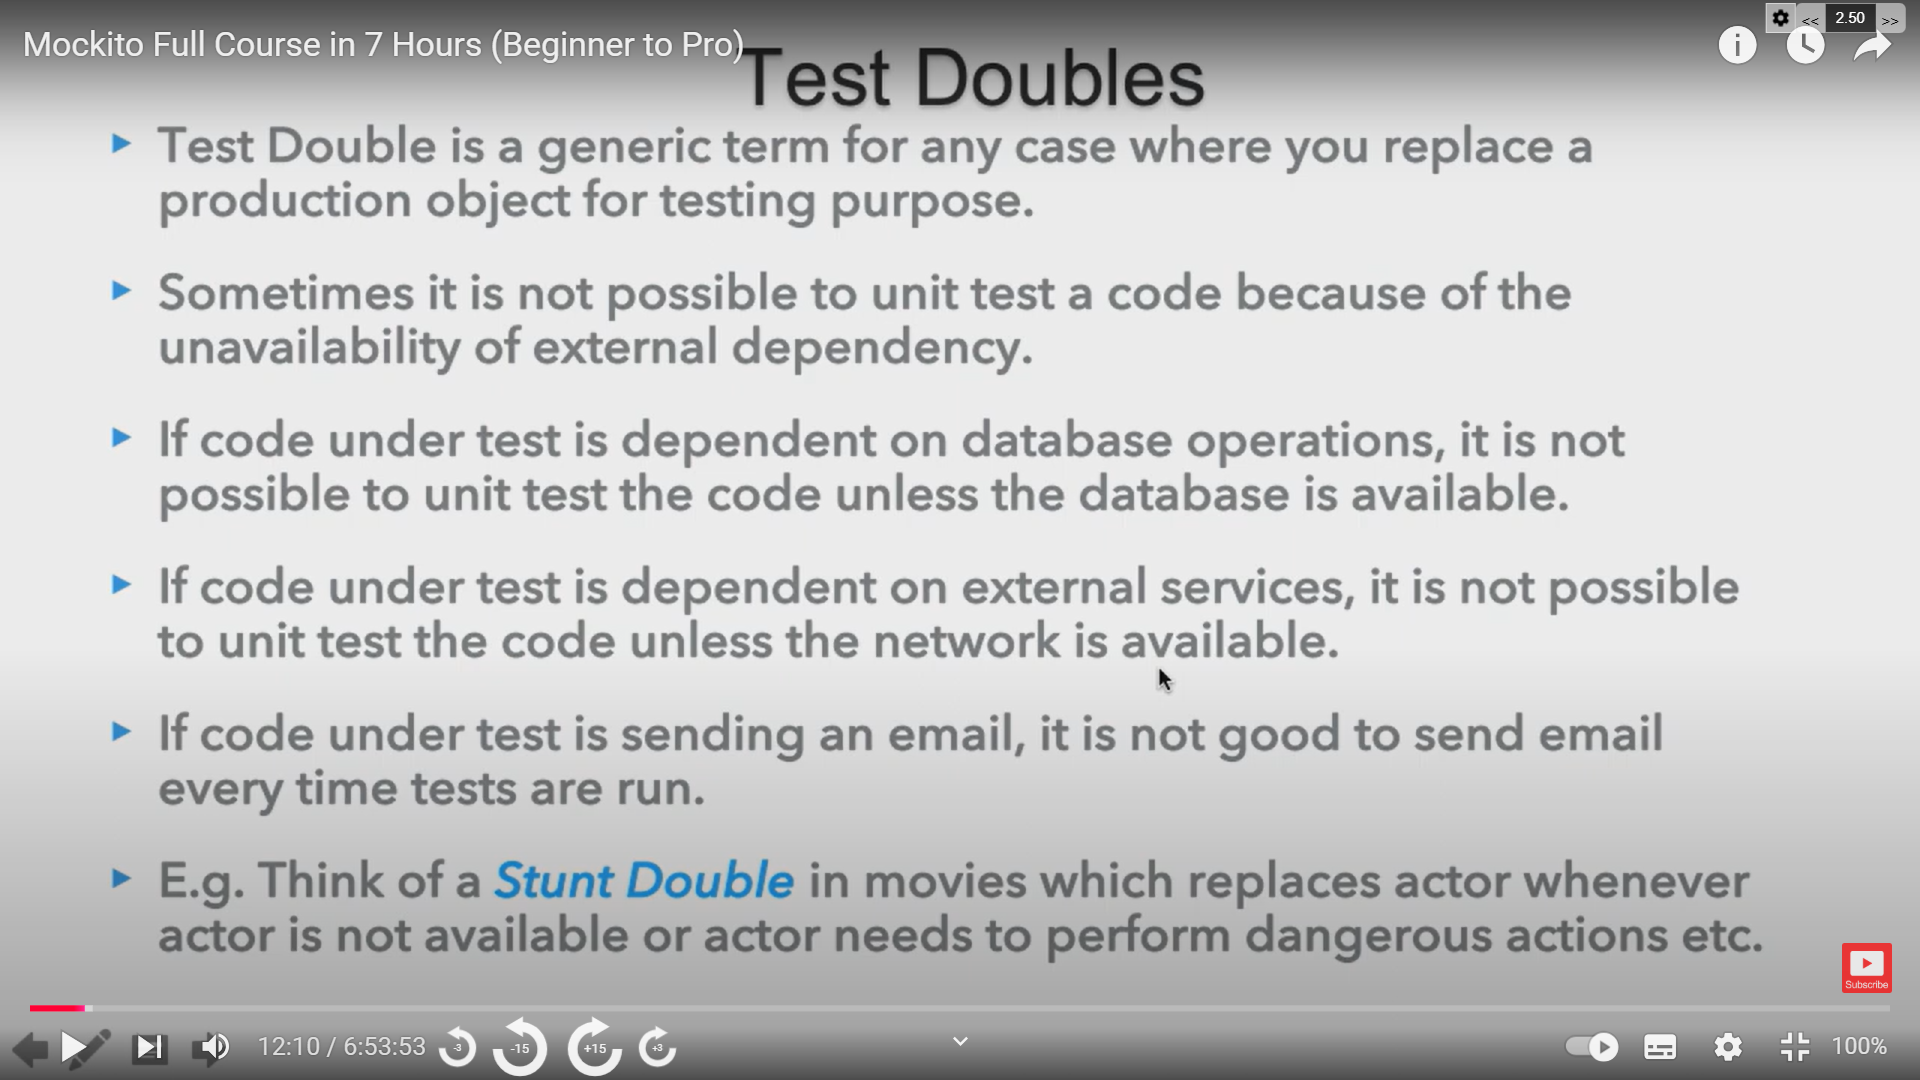 Mockito Full Course in 7 Hours (Beginner to Pro)
<< 2.50 >>
Test Doubles
Test Double is a generic term for any case where you replace a
production object for testing purpose.
Sometimes it is not possible to unit test a code because of the
unavailability of external dependency.
If code under test is dependent on database operations, it is not
possible to unit test the code unless the database is available.
If code under test is dependent on external services, it is not possible
to unit test the code unless the network is available.
If code under test is sending an email, it is not good to send email
every time tests are run.
E.g. Think of a Stunt Double in movies which replaces actor whenever
actor is not available or actor needs to perform dangerous actions etc.
Subscribe
12:10 / 6:53:53 -3 -15 +15 +3 100%